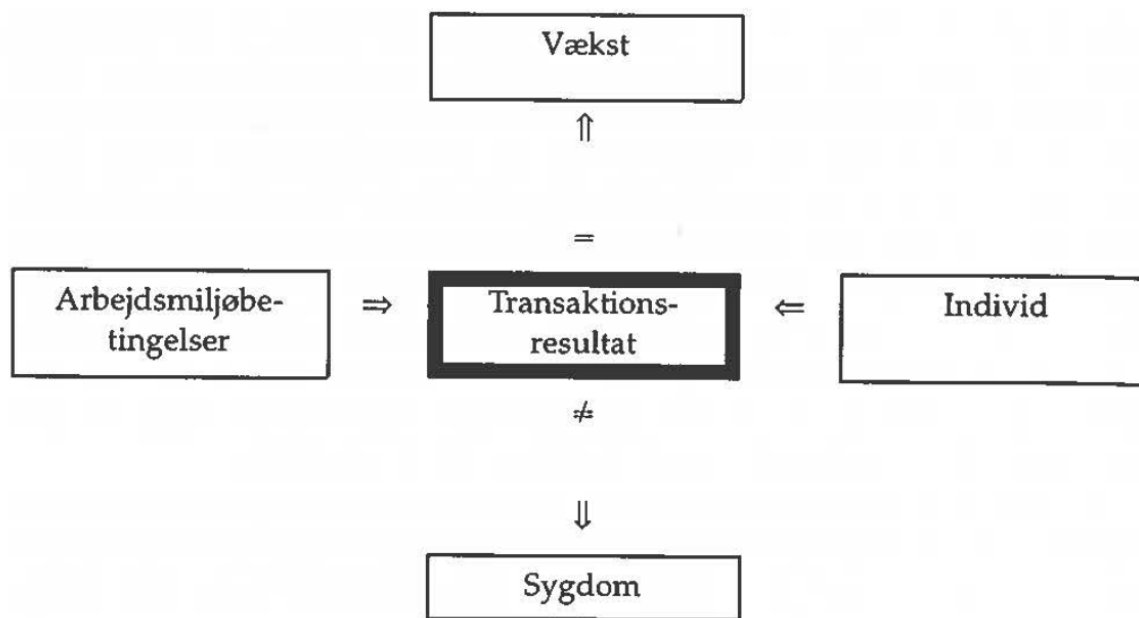 Vækst
⇑
=
Arbejdsmiljøbe-
tingelser
⇒
Transaktions-
resultat
⇐
Individ
≠
⇓
Sygdom